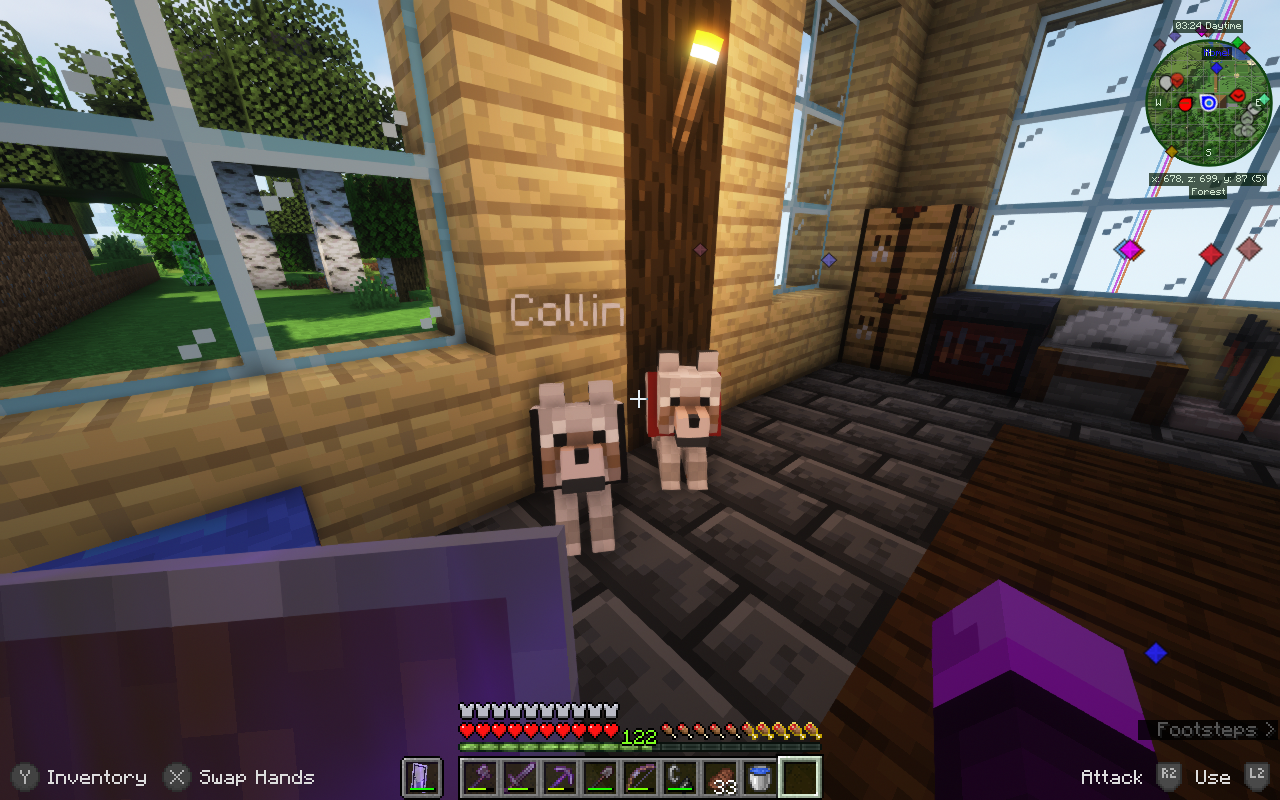 03:24 Daytime
N
W
E
S
x: 678, z: 699, y: 87 (5)
Forest
Collin
Footsteps >
122
33
Y Inventory X Swap Hands
Attack R2 Use L2